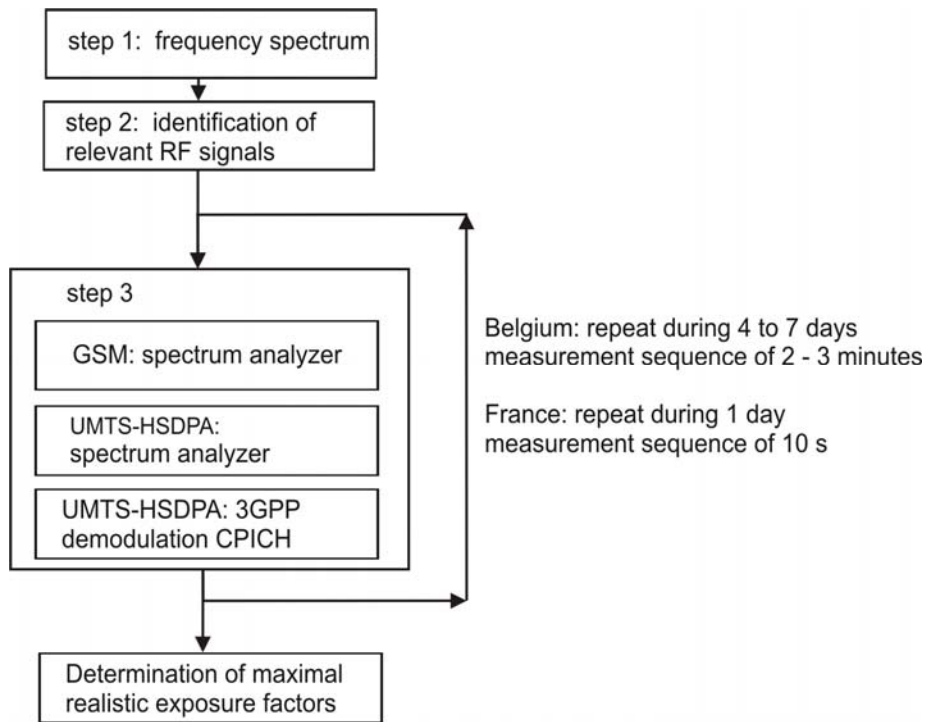 step 1: frequency spectrum
step 2: identification of
relevant RF signals
step 3
GSM: spectrum analyzer
UMTS-HSDPA:
spectrum analyzer
UMTS-HSDPA: 3GPP
demodulation CPICH
Belgium: repeat during 4 to 7 days
measurement sequence of 2 - 3 minutes
France: repeat during 1 day
measurement sequence of 10 s
Determination of maximal
realistic exposure factors